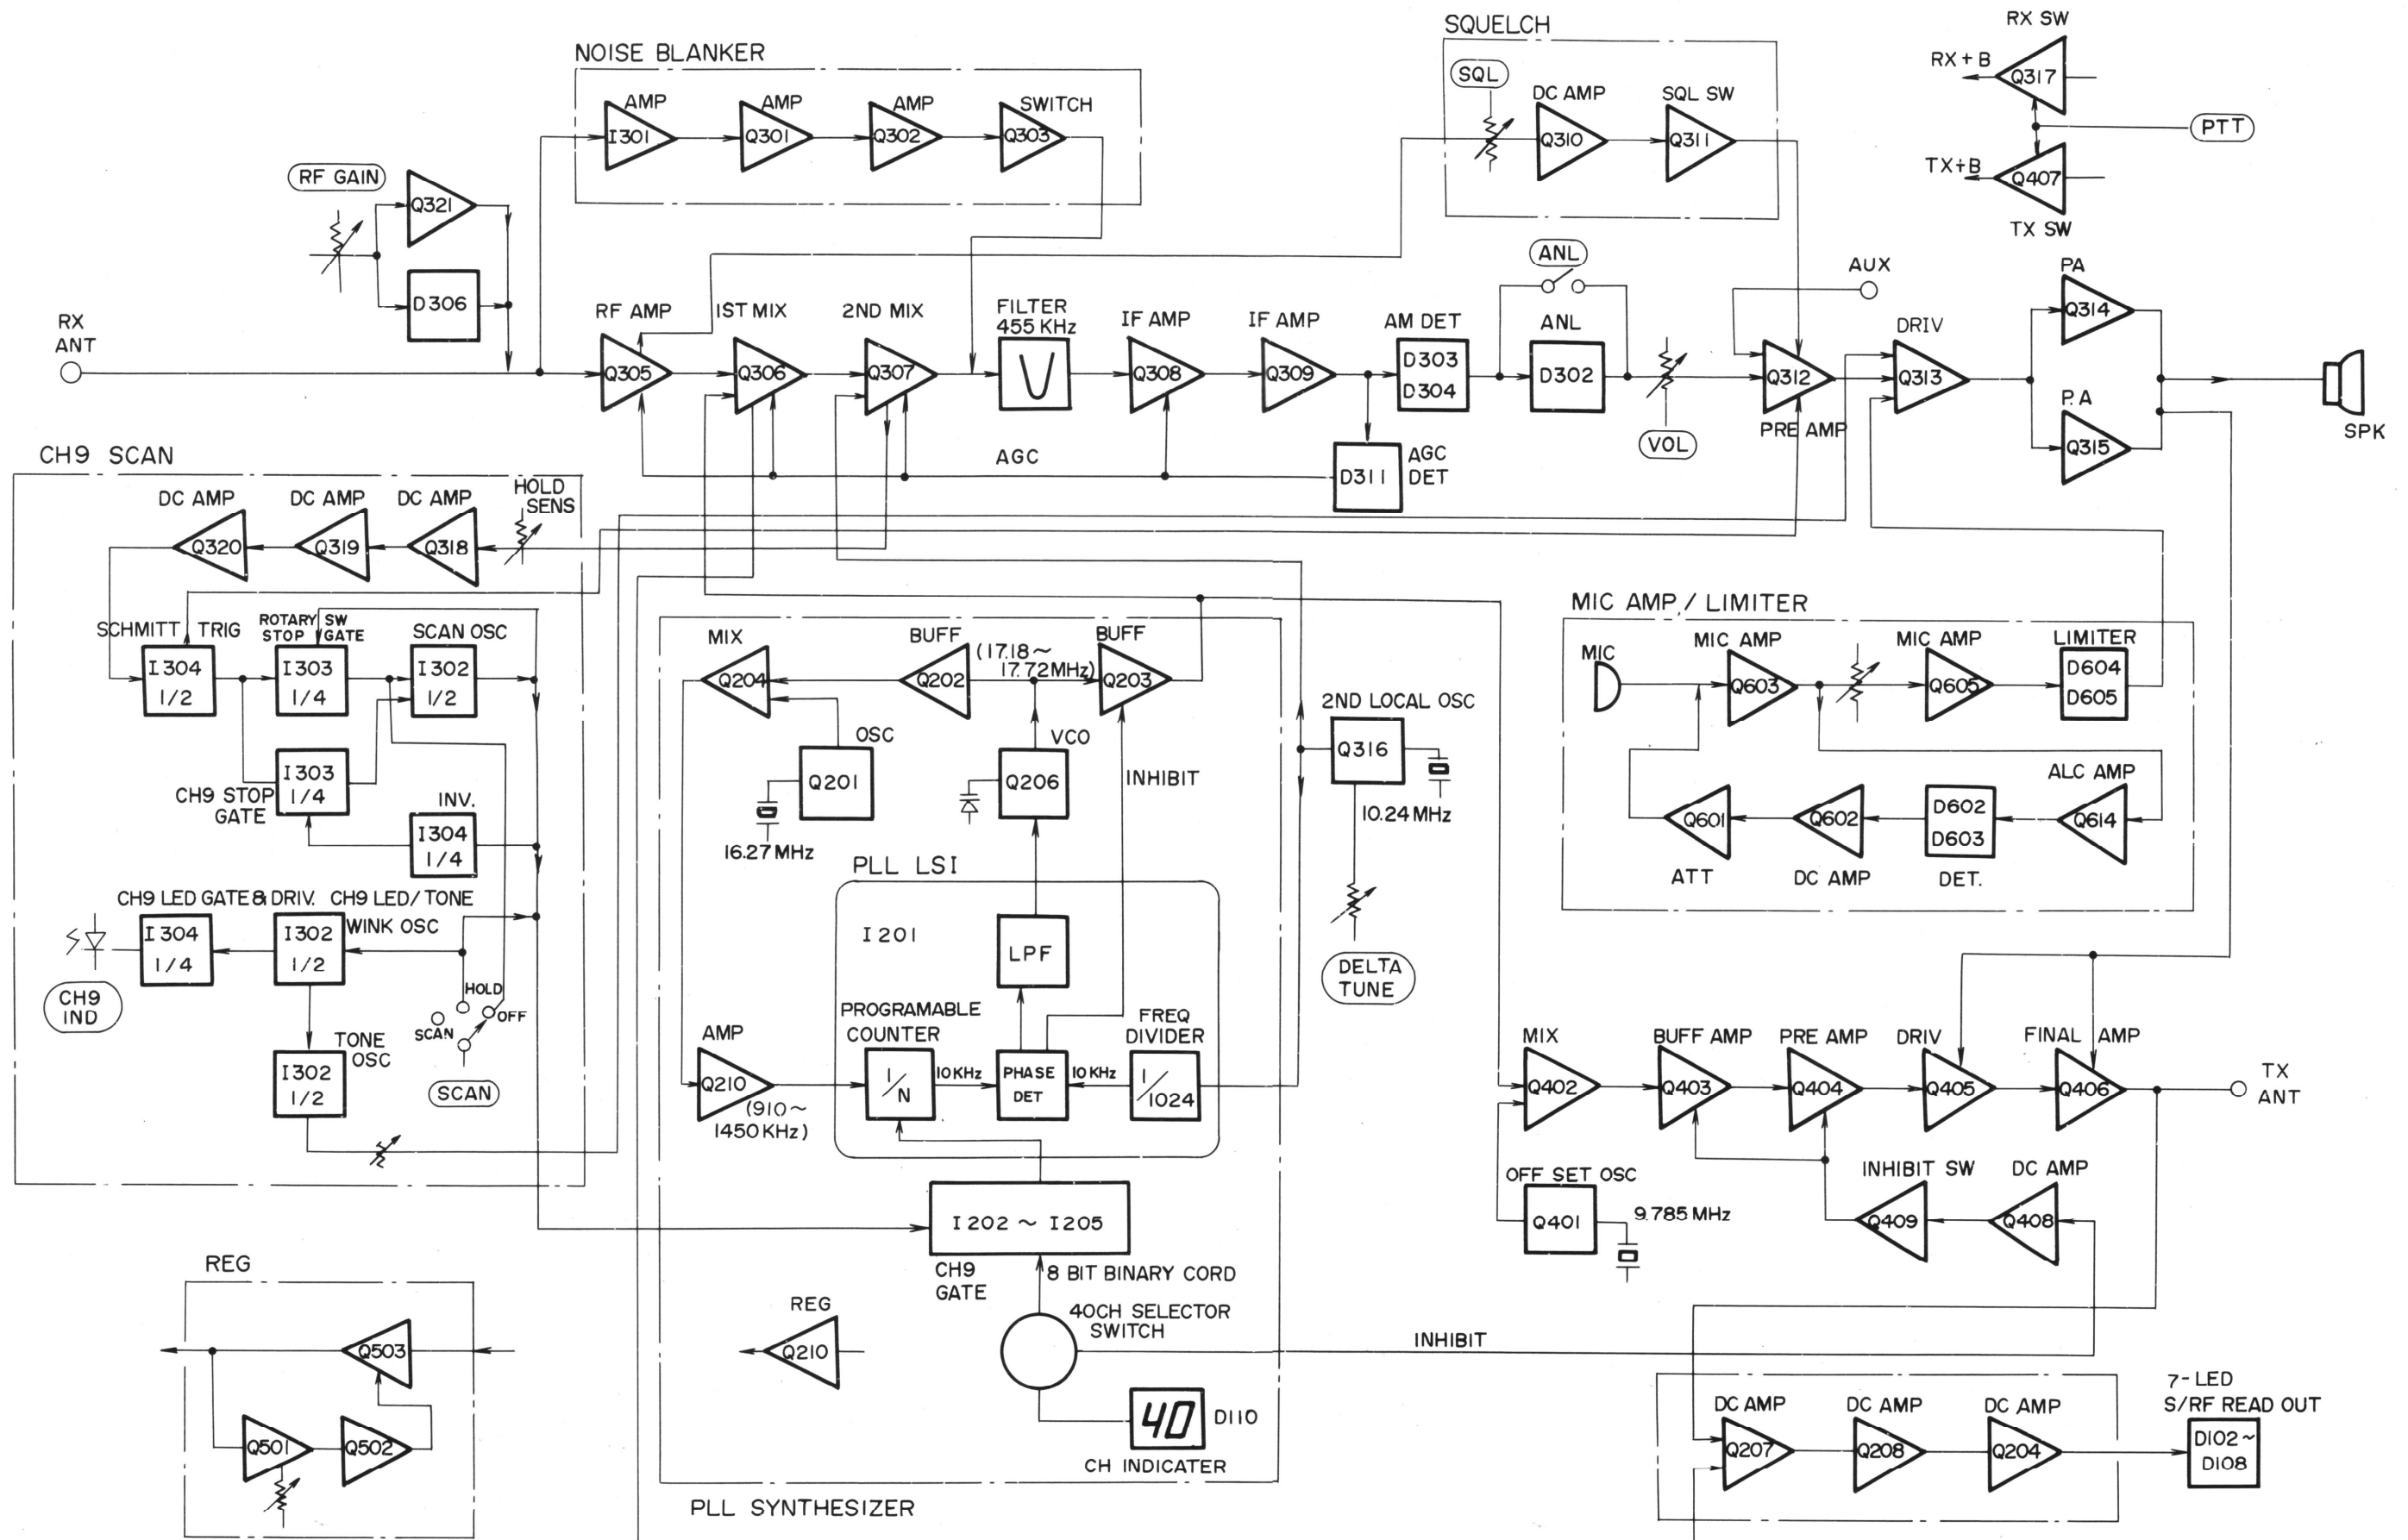 NOISE BLANKER
AMP
AMP
AMP
SWITCH
I301
Q301
Q302
Q303
SQUELCH
SQL
DC AMP
SQL SW
Q310
Q311
RX SW
RX+B
Q317
PTT
TX+B
Q407
TX SW
RF GAIN
Q321
D306
RX
ANT
RF AMP
1ST MIX
2ND MIX
FILTER
455 KHz
IF AMP
IF AMP
AM DET
ANL
ANL
AUX
DRIV
PA
Q305
Q306
Q307
Q308
Q309
D303
D304
D302
VOL
Q312
PRE AMP
Q313
Q314
P.A
Q315
SPK
AGC
D311
AGC
DET
CH9 SCAN
DC AMP
DC AMP
DC AMP
HOLD
SENS
Q320
Q319
Q318
SCHMITT TRIG
ROTARY SW
STOP GATE
SCAN OSC
I304
1/2
I303
1/4
I302
1/2
I303
1/4
CH9 STOP
GATE
INV.
I304
1/4
CH9 LED GATE & DRIV.
CH9 LED/TONE
WINK OSC
I304
1/4
I302
1/2
CH9
IND
HOLD
SCAN
OFF
SCAN
TONE
OSC
I302
1/2
MIX
BUFF
(17.18~
17.72MHz)
BUFF
Q204
Q202
Q203
OSC
Q201
16.27MHz
VCO
Q206
INHIBIT
2ND LOCAL OSC
Q316
10.24MHz
DELTA
TUNE
PLL LSI
I201
LPF
AMP
Q210
(910~
1450KHz)
PROGRAMABLE
COUNTER
1/N
10KHz
PHASE
DET
10KHz
FREQ
DIVIDER
1/1024
I202 ~ I205
CH9
GATE
8 BIT BINARY CORD
40CH SELECTOR
SWITCH
INHIBIT
REG
Q210
40
D110
CH INDICATER
PLL SYNTHESIZER
MIC AMP / LIMITER
MIC
MIC AMP
MIC AMP
LIMITER
Q603
Q605
D604
D605
ALC AMP
Q601
Q602
D602
D603
Q614
ATT
DC AMP
DET.
MIX
BUFF AMP
PRE AMP
DRIV
FINAL AMP
Q402
Q403
Q404
Q405
Q406
TX
ANT
OFF SET OSC
Q401
9.785MHz
INHIBIT SW
DC AMP
Q409
Q408
REG
Q503
Q501
Q502
DC AMP
DC AMP
DC AMP
Q207
Q208
Q204
7-LED
S/RF READ OUT
D102~
D108